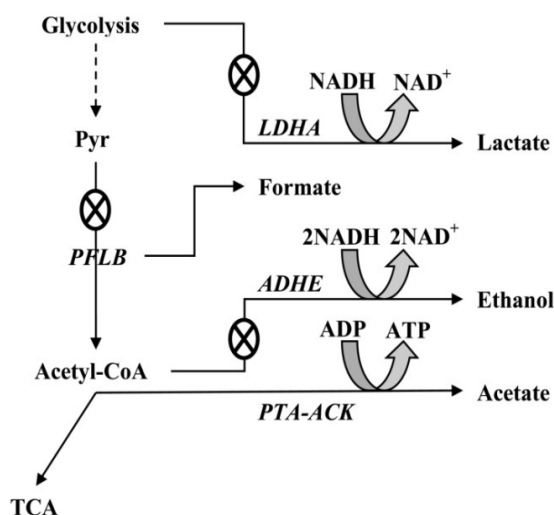 Glycolysis
NADH NAD+
Pyr
LDHA
Lactate
Formate
PFLB
2NADH 2NAD+
ADHE
Ethanol
ADP ATP
Acetyl-CoA
Acetate
PTA-ACK
TCA